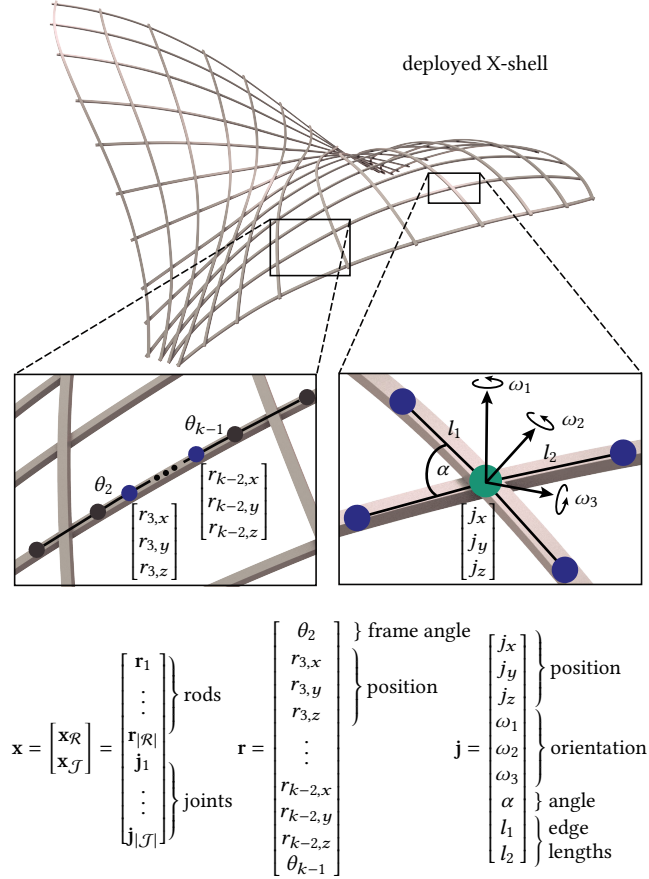 deployed X-shell
θ_{k−1}
θ_2
[r_{k−2,x}
r_{k−2,y}
r_{k−2,z}]
[r_{3,x}
r_{3,y}
r_{3,z}]
ω_1
ω_2
ω_3
l_1
l_2
α
[j_x
j_y
j_z]
x = [x_ℛ x_𝒥] = [r_1 ⋮ r_{|ℛ|} j_1 ⋮ j_{|𝒥|}]
} rods
} joints
r = [θ_2 r_{3,x} r_{3,y} r_{3,z} ⋮ r_{k−2,x} r_{k−2,y} r_{k−2,z} θ_{k−1}]
} frame angle
} position
j = [j_x j_y j_z ω_1 ω_2 ω_3 α l_1 l_2]
} position
} orientation
} angle
} edge
lengths